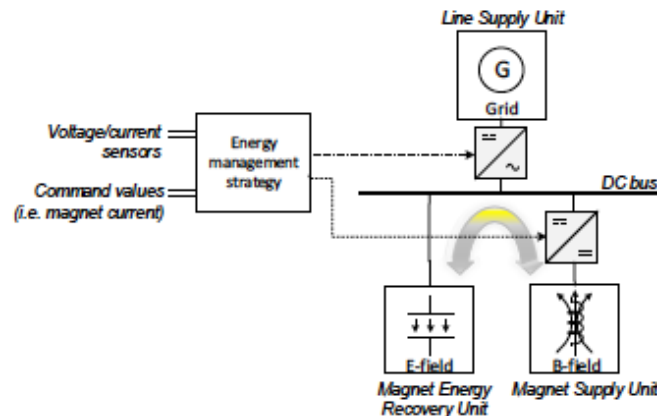 Line Supply Unit
G
Grid
Voltage/current
sensors
Energy
management
strategy
Command values
(i.e. magnet current)
DC bus
E-field
B-field
Magnet Energy
Recovery Unit
Magnet Supply Unit